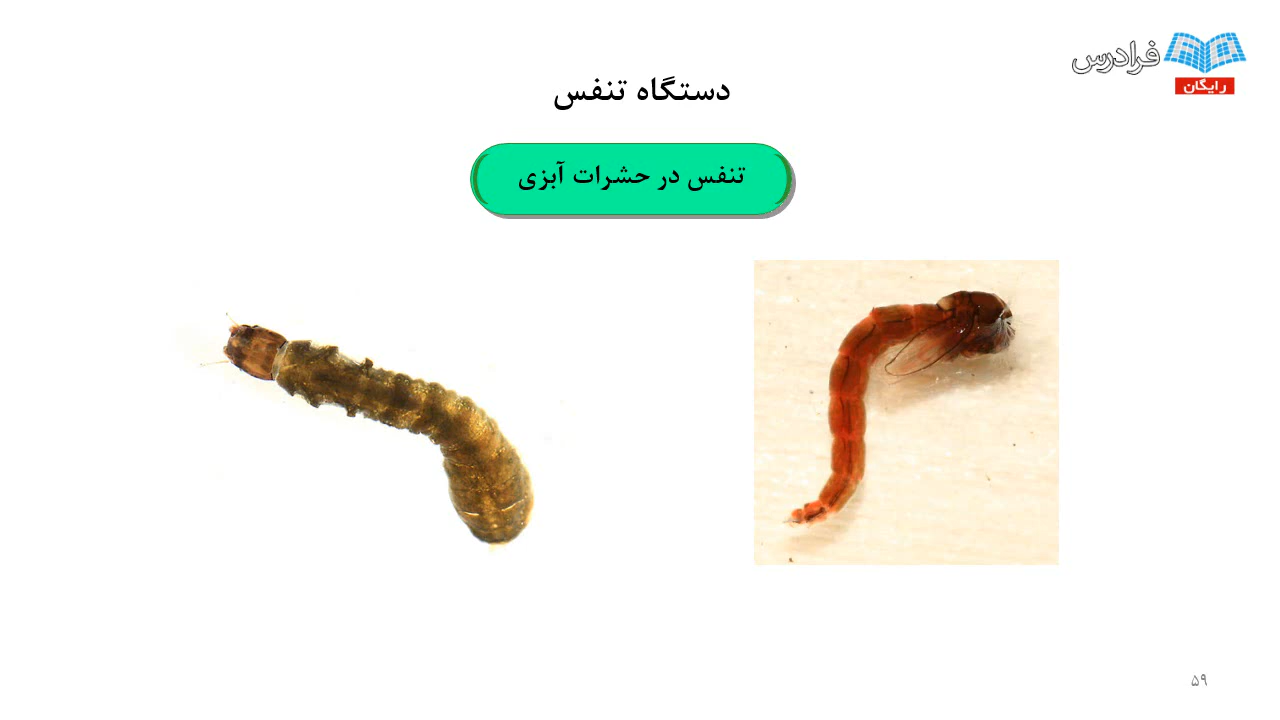 فرادرس
رایگان
دستگاه تنفس
تنفس در حشرات آبزی
۵۹